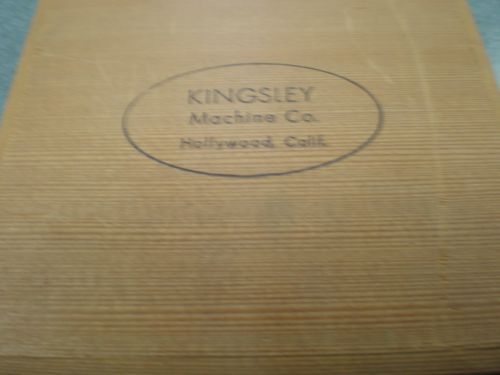 KINGSLEY
Machine Co.
Hollywood, Calif.